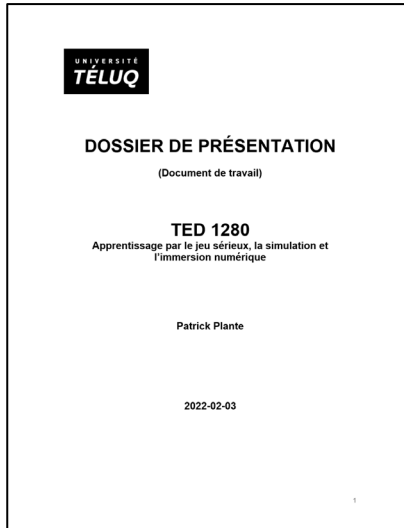 UNIVERSITÉ
TÉLUQ
DOSSIER DE PRÉSENTATION
(Document de travail)
TED 1280
Apprentissage par le jeu sérieux, la simulation et
l'immersion numérique
Patrick Plante
2022-02-03
1